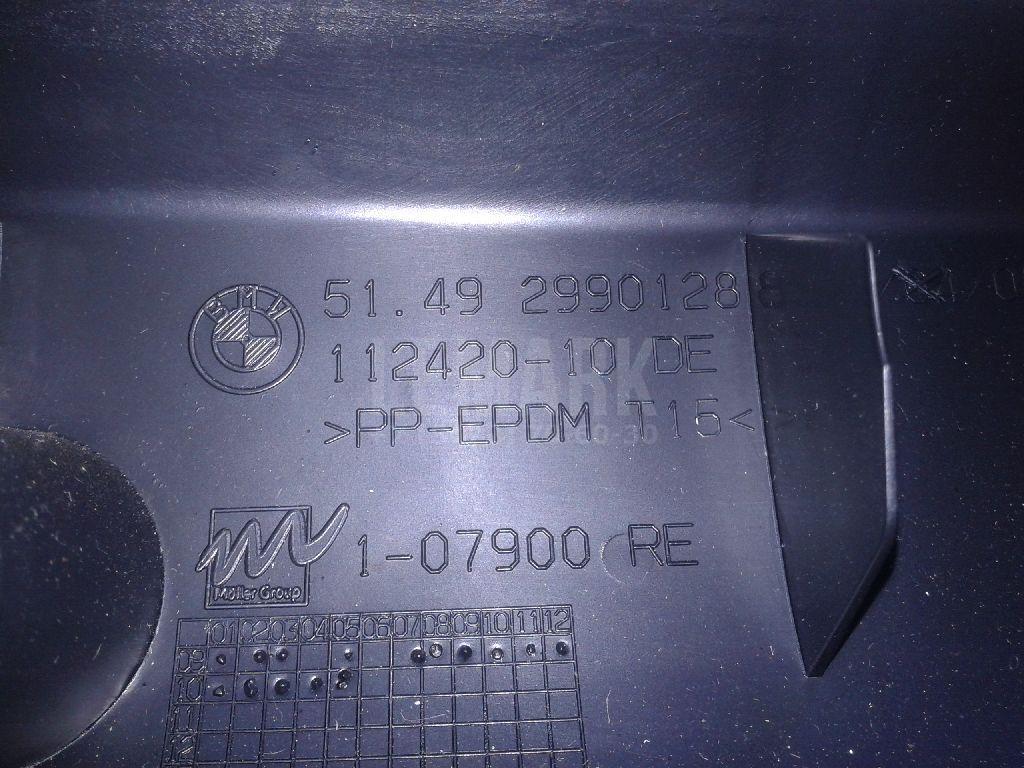 BMW
51.49 2990128 8
112420-10 DE
>PP-EPDM T15<
Möller Group
1-07900 RE
01 02 03 04 05 06 07 08 09 10 11 12
09
10
11
12